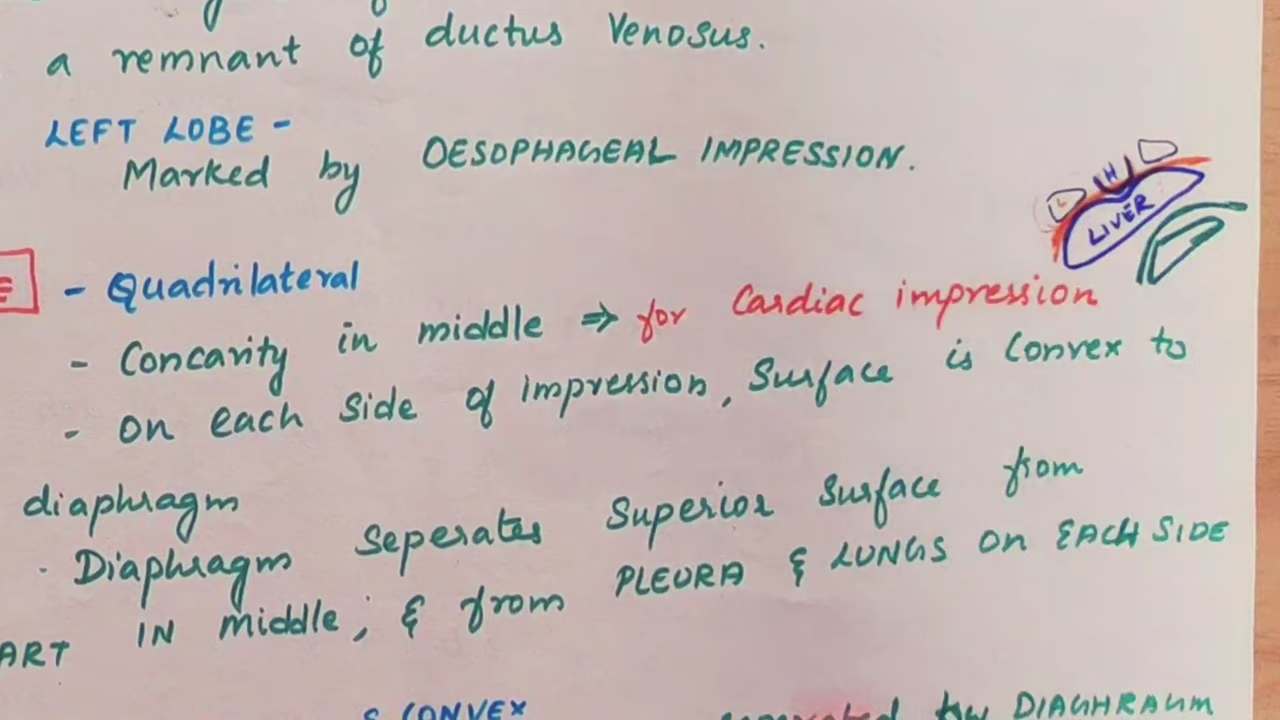 a remnant of ductus Venosus.
LEFT LOBE -
Marked by OESOPHAGEAL IMPRESSION.
L H
LIVER
- Quadrilateral
- Concavity in middle ⇒ for Cardiac impression
- on each side of impression, surface is convex to
diaphragm
· Diaphragm seperates superior surface from
ART IN middle; & from PLEURA & LUNGS on EACH SIDE
CONVEX by DIAGHRAGM